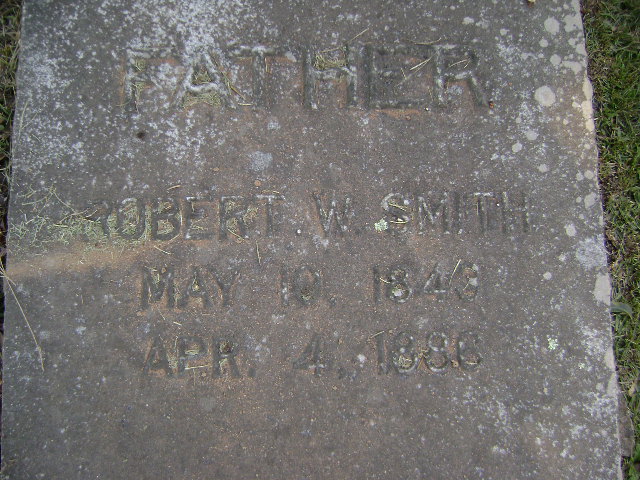 FATHER
ROBERT W. SMITH
MAY 10, 1843
APR. 4, 1886